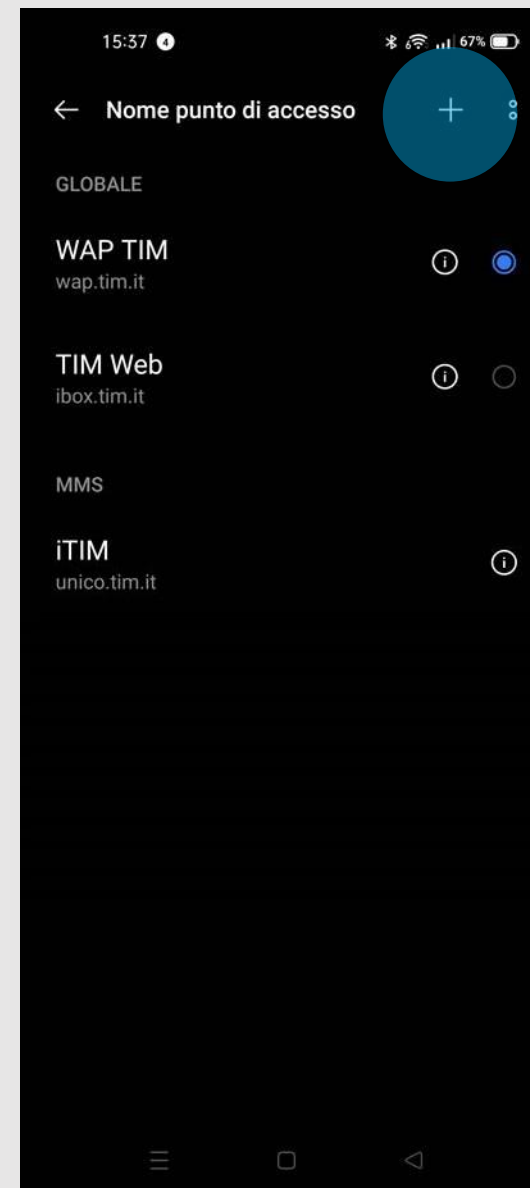 15:37 4
67%
Nome punto di accesso
GLOBALE
WAP TIM
wap.tim.it
TIM Web
ibox.tim.it
MMS
iTIM
unico.tim.it